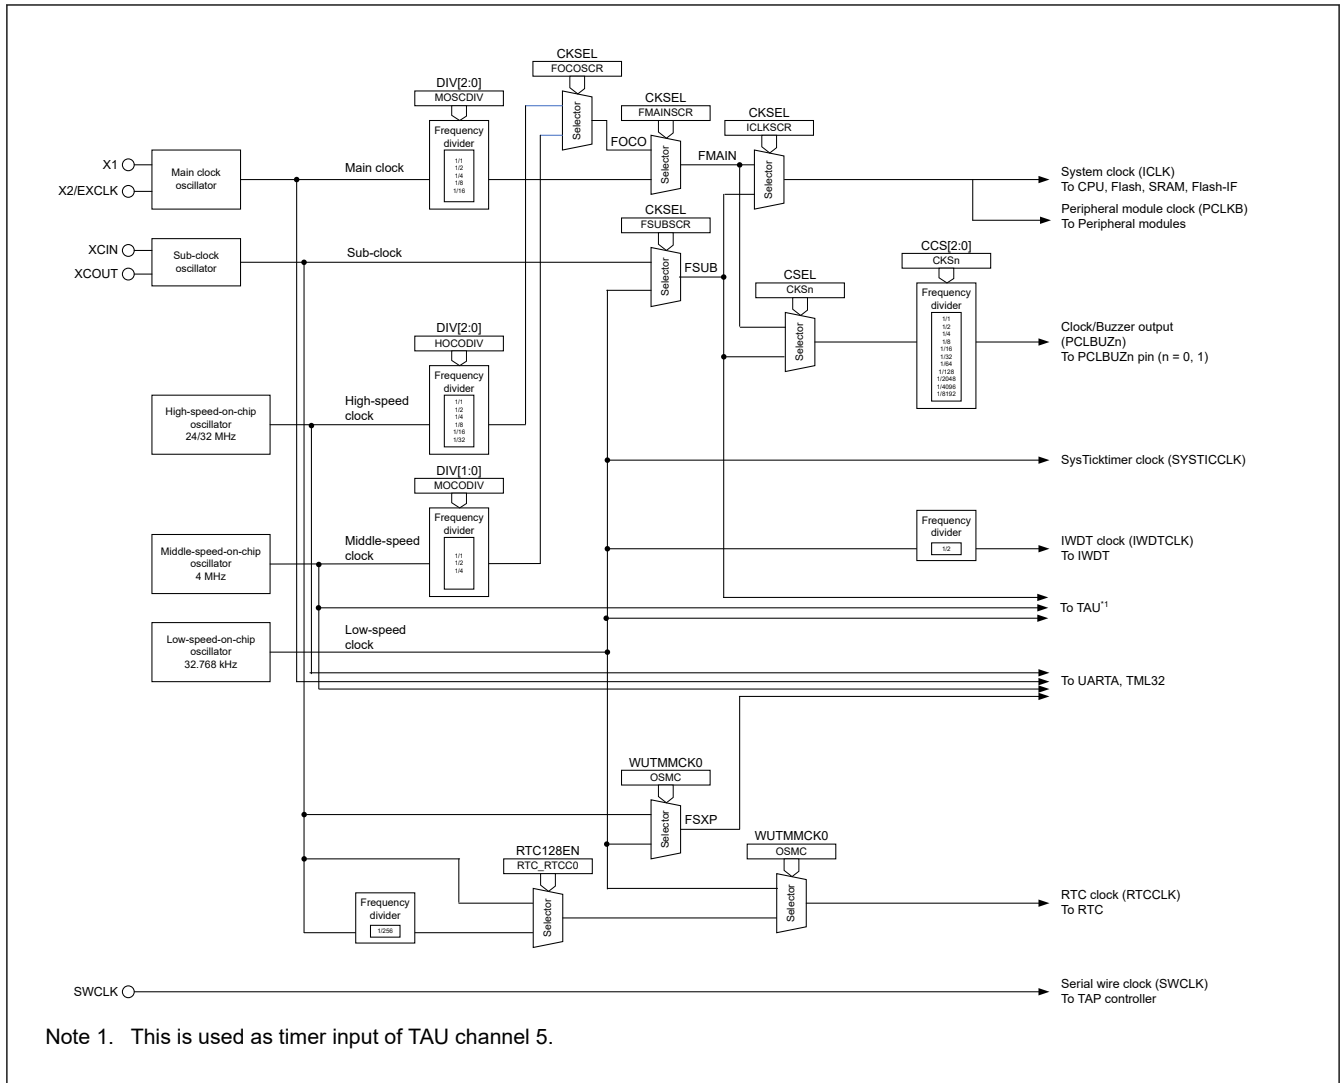 CKSEL
FOCOSCR
Selector
DIV[2:0]
MOSCDIV
Frequency
divider
1/1
1/2
1/4
1/8
1/16
CKSEL
FMAINSCR
Selector
CKSEL
ICLKSCR
Selector
FOCO
FMAIN
X1
X2/EXCLK
Main clock
oscillator
Main clock
System clock (ICLK)
To CPU, Flash, SRAM, Flash-IF
Peripheral module clock (PCLKB)
To Peripheral modules
XCIN
XCOUT
Sub-clock
oscillator
Sub-clock
CKSEL
FSUBSCR
Selector
FSUB
CSEL
CKSn
Selector
CCS[2:0]
CKSn
Frequency
divider
1/1
1/2
1/4
1/8
1/16
1/32
1/64
1/128
1/2048
1/4096
1/8192
Clock/Buzzer output
(PCLBUZn)
To PCLBUZn pin (n = 0, 1)
DIV[2:0]
HOCODIV
Frequency
divider
1/1
1/2
1/4
1/8
1/16
1/32
High-speed-on-chip
oscillator
24/32 MHz
High-speed
clock
SysTicktimer clock (SYSTICCLK)
DIV[1:0]
MOCODIV
Frequency
divider
1/1
1/2
1/4
Middle-speed-on-chip
oscillator
4 MHz
Middle-speed
clock
Frequency
divider
1/2
IWDT clock (IWDTCLK)
To IWDT
To TAU*1
Low-speed-on-chip
oscillator
32.768 kHz
Low-speed
clock
To UARTA, TML32
WUTMMCK0
OSMC
Selector
FSXP
RTC128EN
RTC_RTCC0
Selector
WUTMMCK0
OSMC
Selector
Frequency
divider
1/256
RTC clock (RTCCLK)
To RTC
SWCLK
Serial wire clock (SWCLK)
To TAP controller
Note 1. This is used as timer input of TAU channel 5.